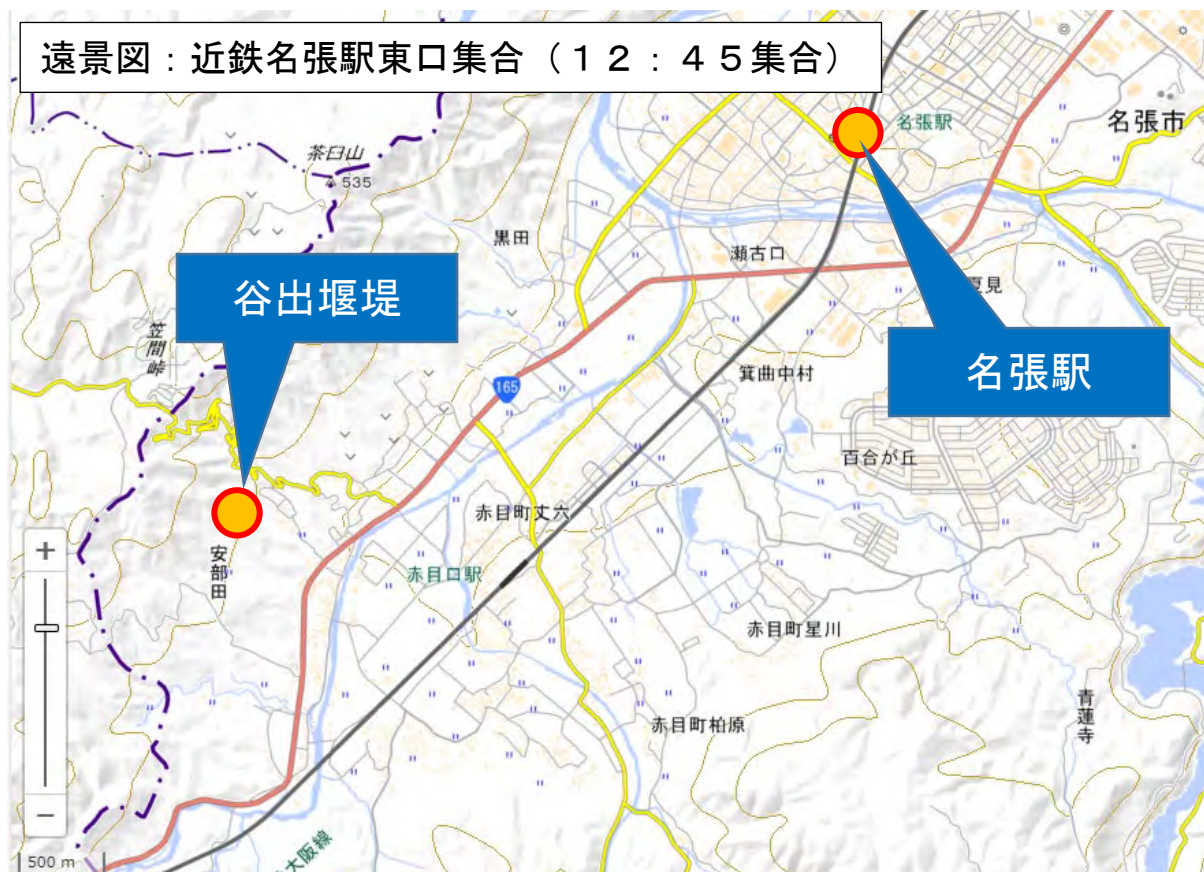 遠景図：近鉄名張駅東口集合（１２：４５集合）
名張駅
名張市
茶臼山
535
黒田
瀬古口
夏見
谷出堰堤
笠間峠
名張駅
箕曲中村
165
百合が丘
赤目町丈六
安部田
赤目口駅
赤目町星川
青蓮寺
赤目町柏原
大阪線
+
−
500 m